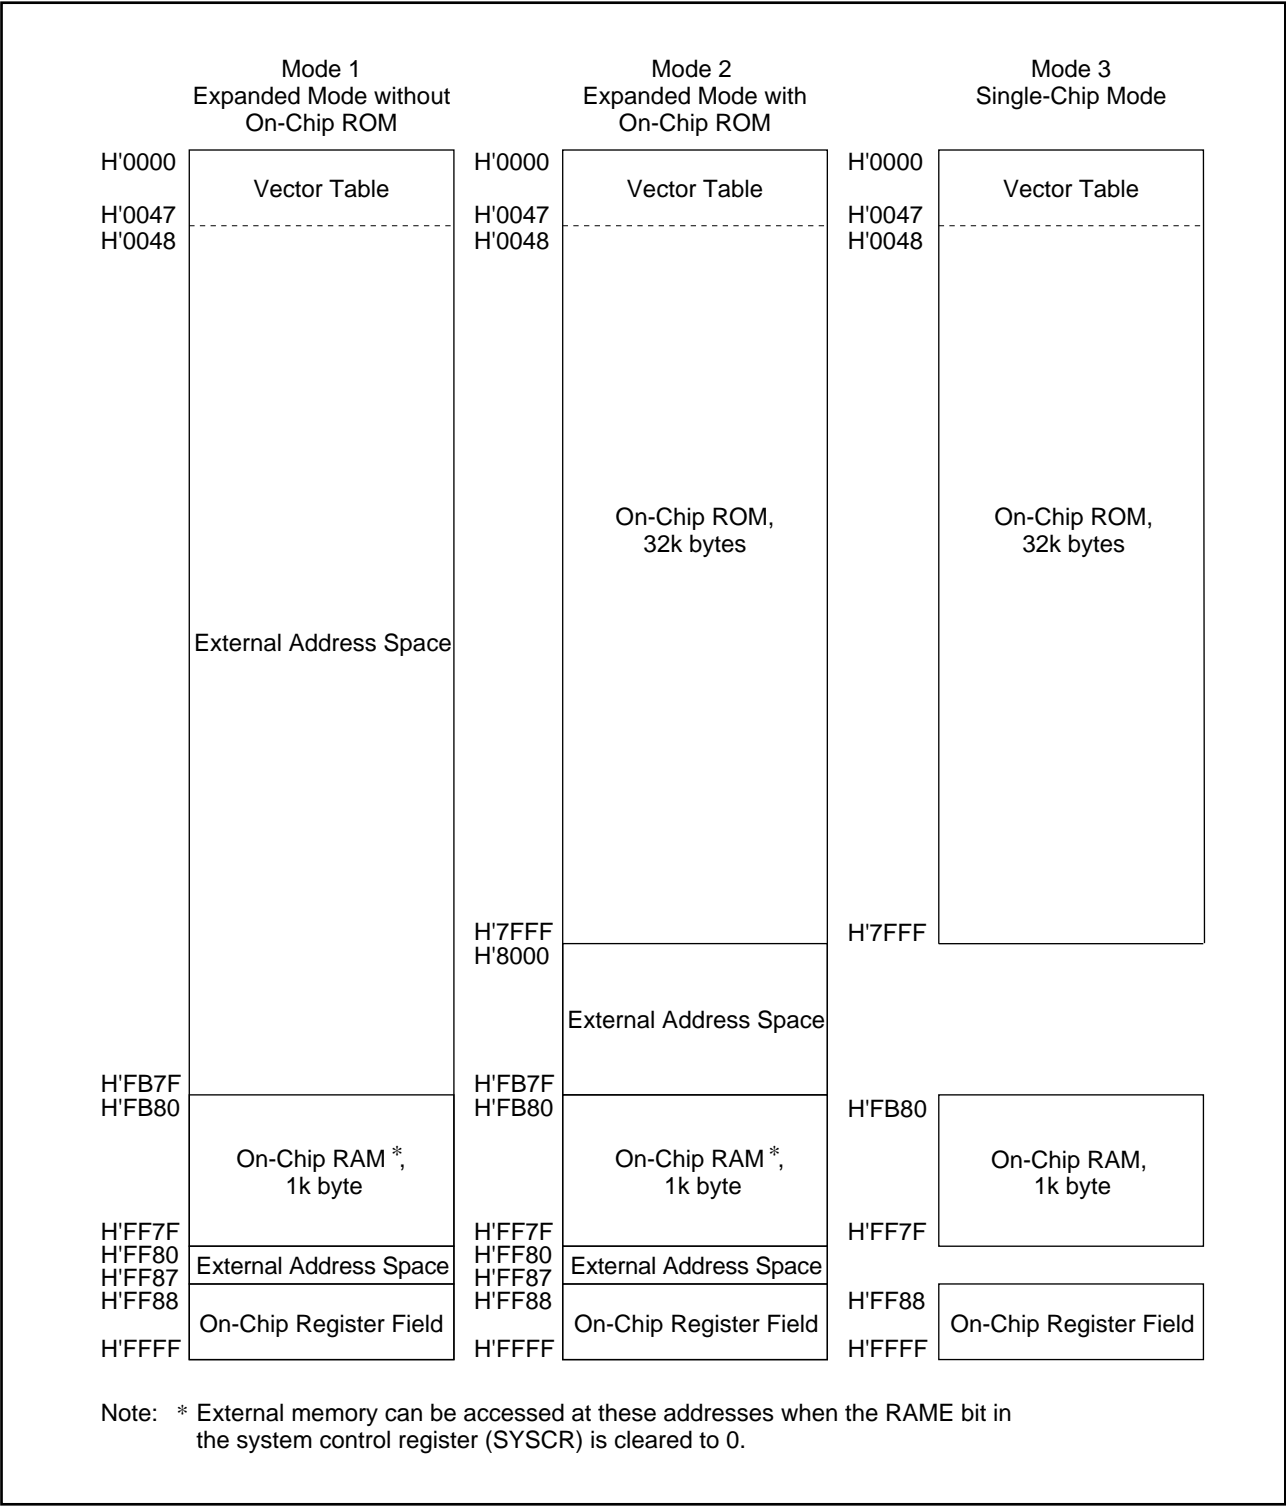 Mode 1
Expanded Mode without
On-Chip ROM
H'0000
Vector Table
H'0047
H'0048
External Address Space
H'FB7F
H'FB80
On-Chip RAM *,
1k byte
H'FF7F
H'FF80
External Address Space
H'FF87
H'FF88
On-Chip Register Field
H'FFFF
Mode 2
Expanded Mode with
On-Chip ROM
H'0000
Vector Table
H'0047
H'0048
On-Chip ROM,
32k bytes
H'7FFF
H'8000
External Address Space
H'FB7F
H'FB80
On-Chip RAM *,
1k byte
H'FF7F
H'FF80
External Address Space
H'FF87
H'FF88
On-Chip Register Field
H'FFFF
Mode 3
Single-Chip Mode
H'0000
Vector Table
H'0047
H'0048
On-Chip ROM,
32k bytes
H'7FFF
H'FB80
On-Chip RAM,
1k byte
H'FF7F
H'FF88
On-Chip Register Field
H'FFFF
Note: * External memory can be accessed at these addresses when the RAME bit in
the system control register (SYSCR) is cleared to 0.